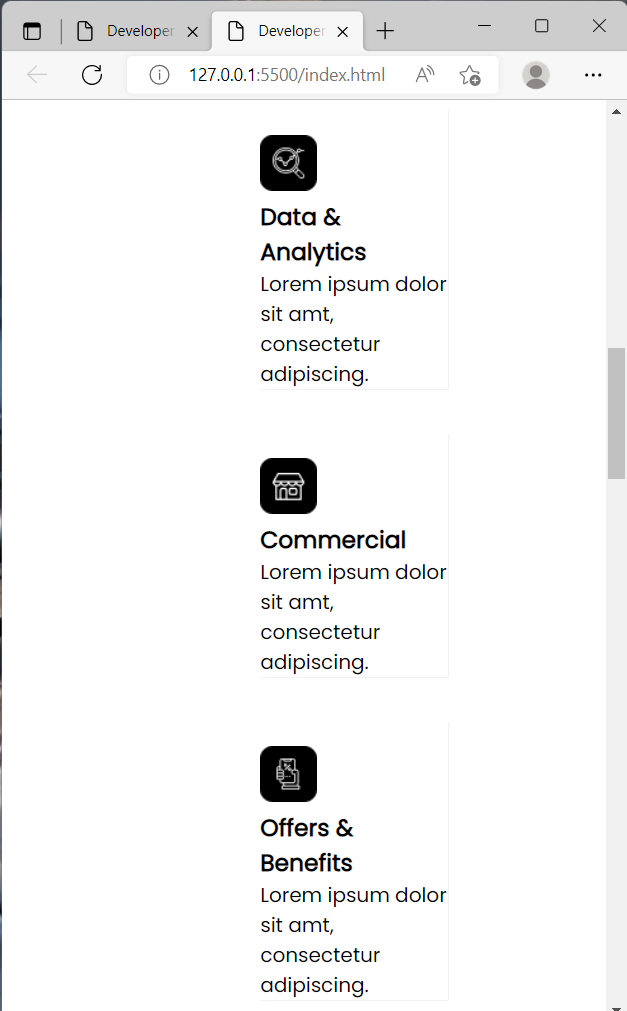 Developer
Developer
127.0.0.1:5500/index.html
Data &
Analytics
Lorem ipsum dolor
sit amt,
consectetur
adipiscing.
Commercial
Lorem ipsum dolor
sit amt,
consectetur
adipiscing.
Offers &
Benefits
Lorem ipsum dolor
sit amt,
consectetur
adipiscing.